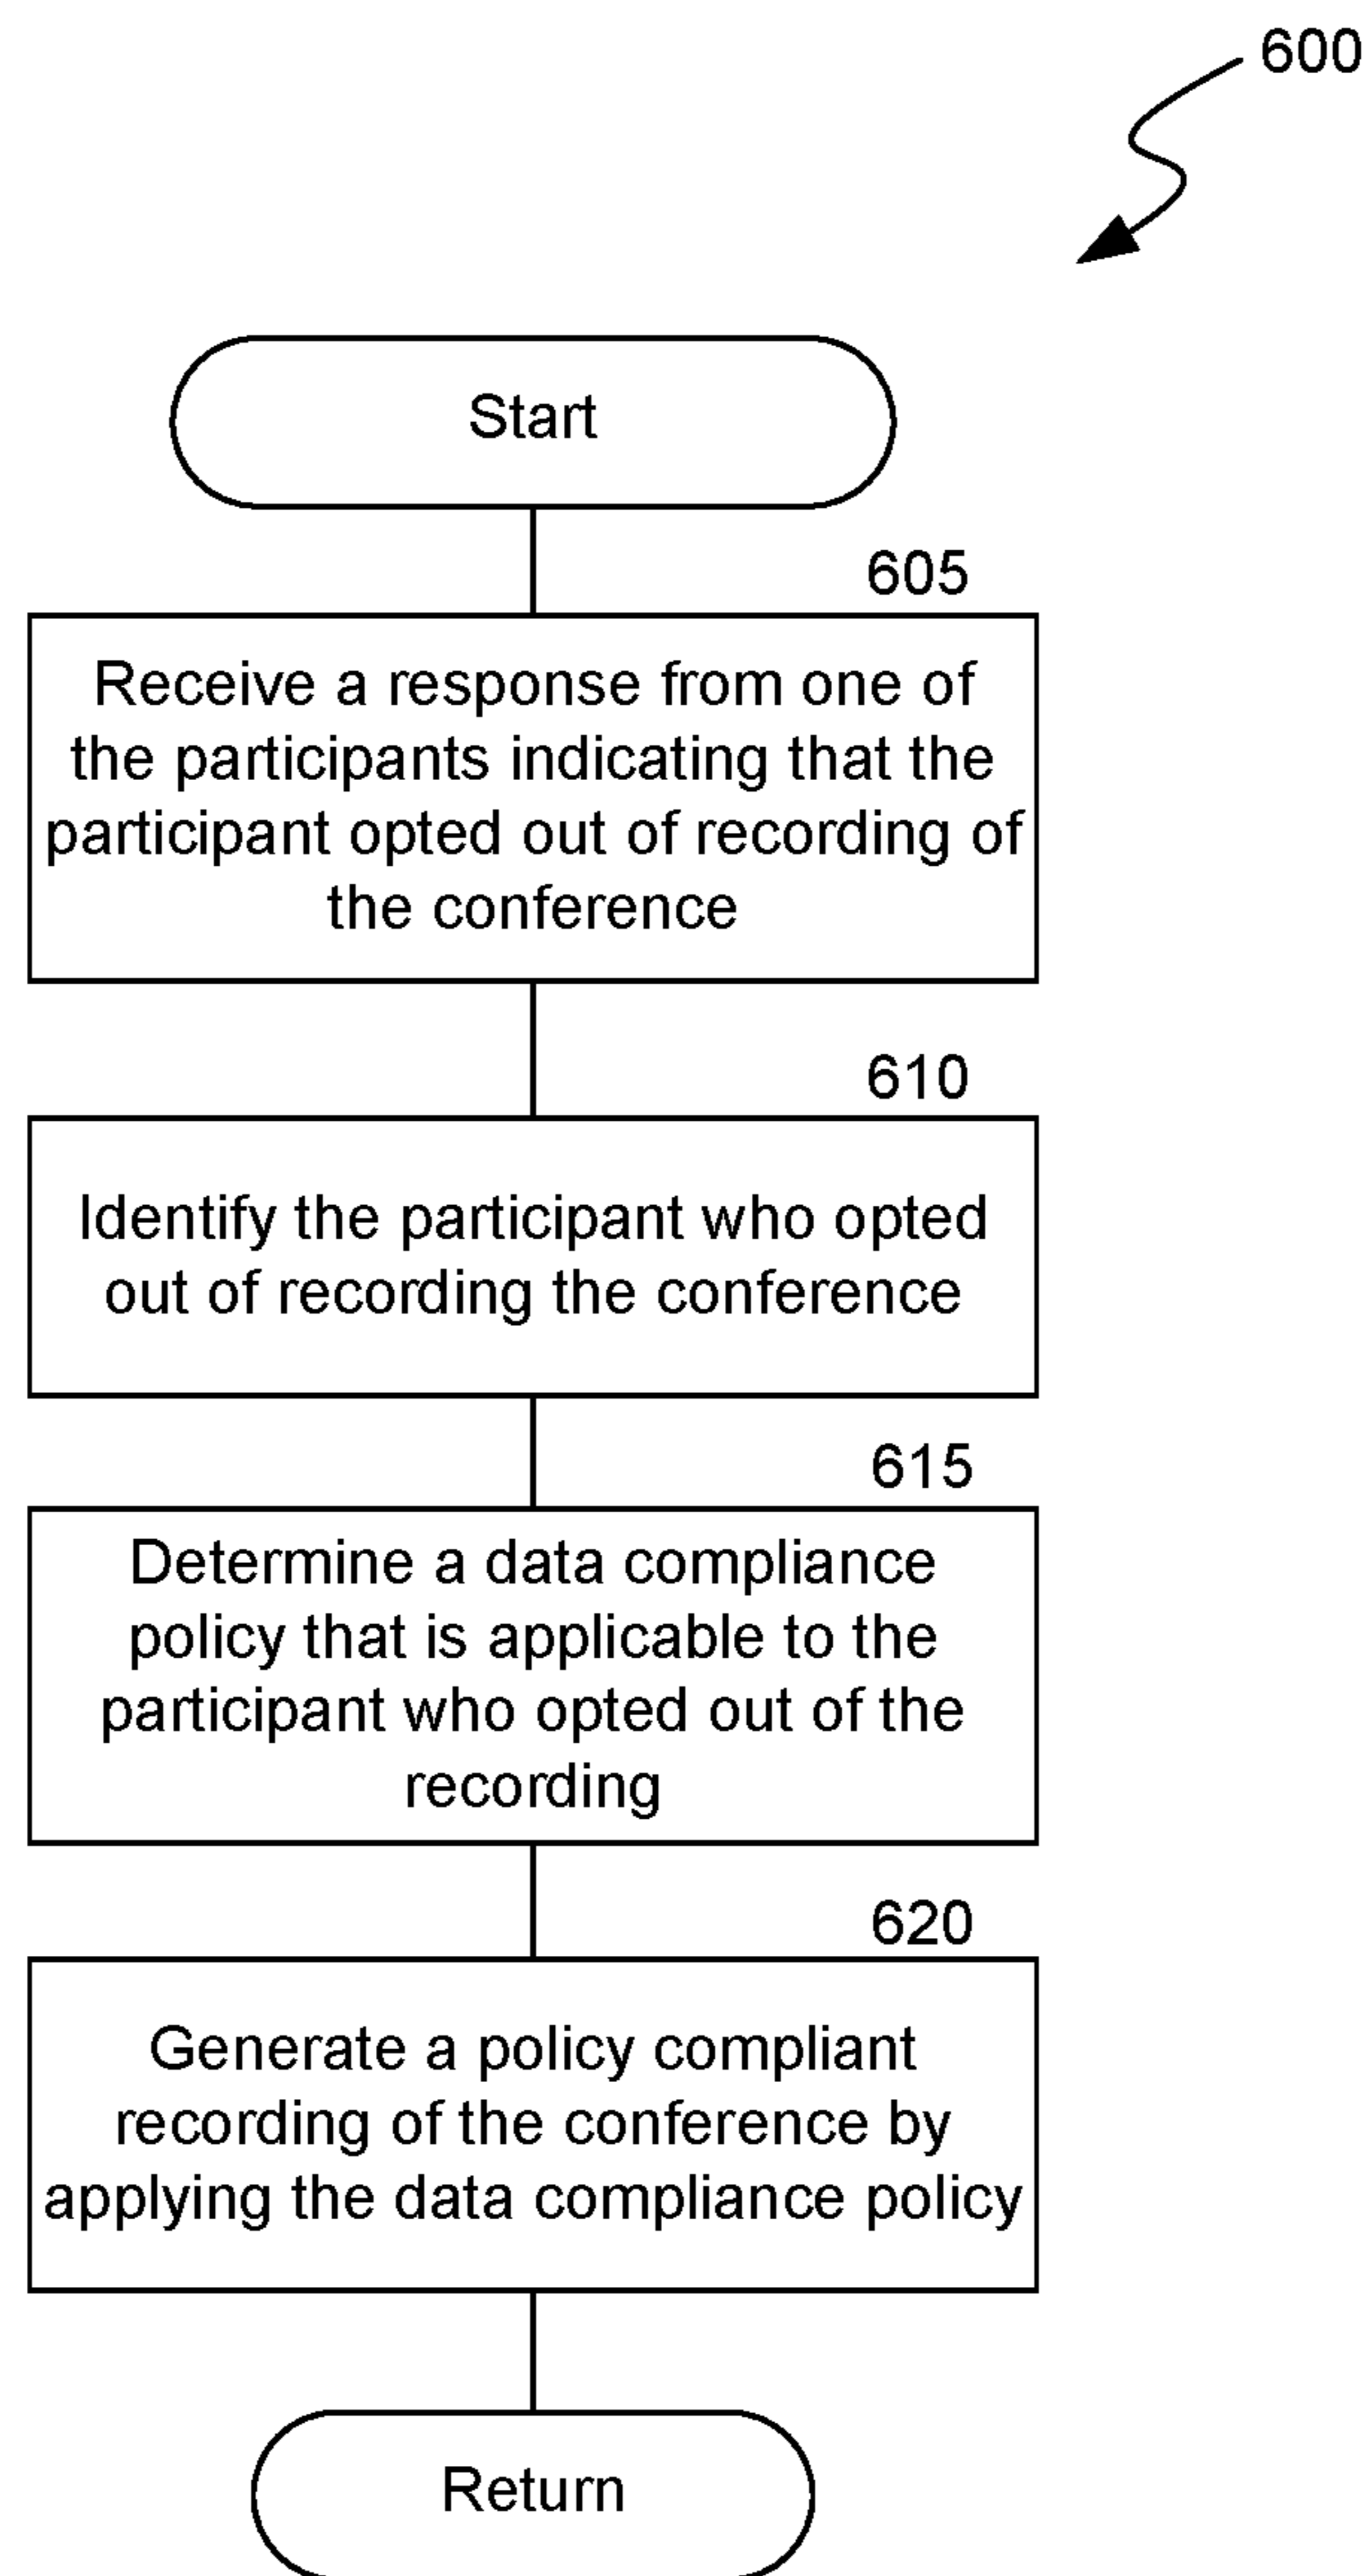 600
Start
605
Receive a response from one of
the participants indicating that the
participant opted out of recording of
the conference
610
Identify the participant who opted
out of recording the conference
615
Determine a data compliance
policy that is applicable to the
participant who opted out of the
recording
620
Generate a policy compliant
recording of the conference by
applying the data compliance policy
Return